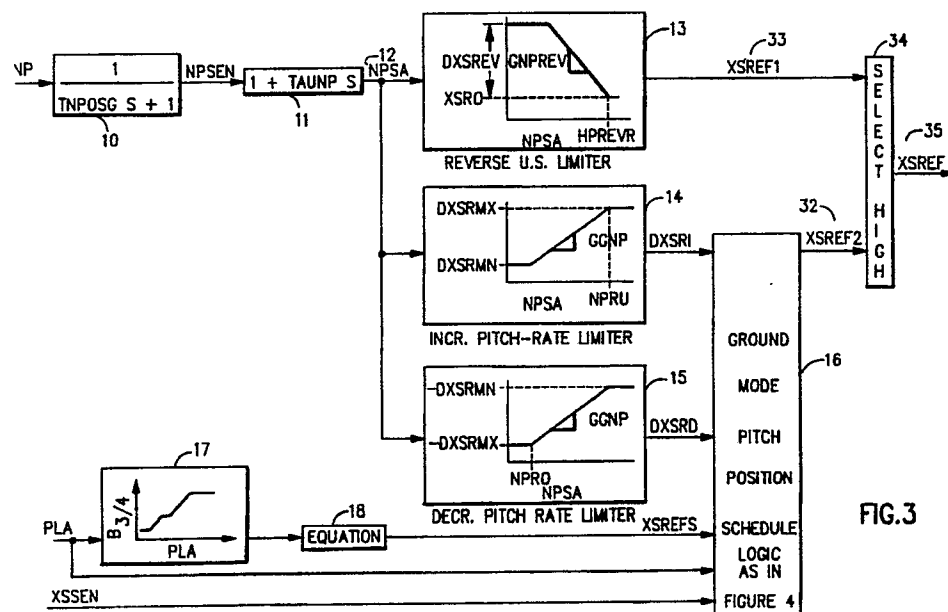 NP
1
TNPOSG S + 1
10
NPSEN
1 + TAUNP S
11
12
NPSA
DXSREV
GNPREV
XSRO
NPSA
HPREVR
13
REVERSE U.S. LIMITER
33
XSREF1
34
SELECT HIGH
35
XSREF
DXSRMX
DXSRMN
GGNP
NPSA
NPRU
14
INCR. PITCH-RATE LIMITER
DXSRI
32
XSREF2
-DXSRMN
-DXSRMX
GGNP
NPRO
NPSA
15
DECR. PITCH RATE LIMITER
DXSRD
GROUND
MODE
PITCH
POSITION
SCHEDULE
LOGIC
AS IN
FIGURE 4
16
17
B3/4
PLA
PLA
18
EQUATION
XSREFS
XSSEN
FIG.3